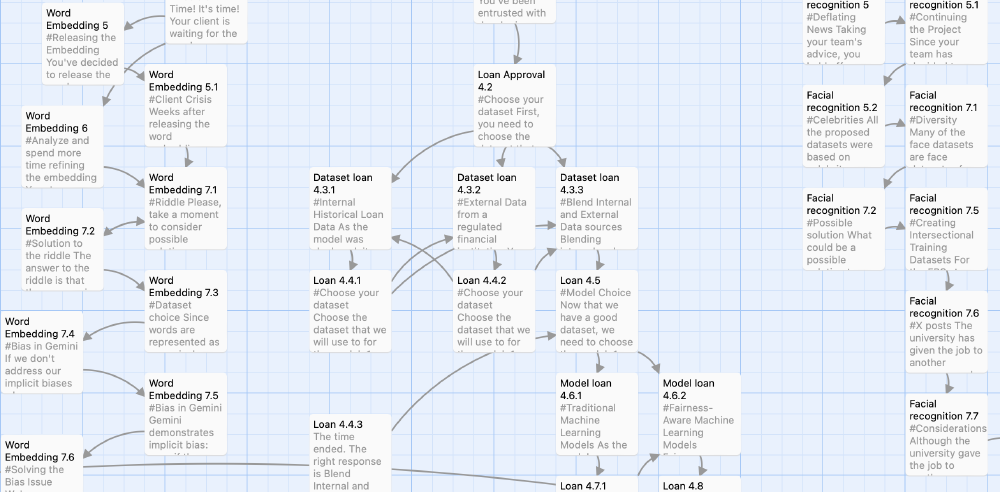 Word
Embedding 5
#Releasing the
Embedding
You've decided
to release the
Time! It's time!
Your client is
waiting for the
Word
Embedding 5.1
#Client Crisis
Weeks after
releasing the
word
Word
Embedding 6
#Analyze and
spend more
time refining
the embedding
Word
Embedding 7.1
#Riddle Please,
take a moment
to consider
possible
Word
Embedding 7.2
#Solution to
the riddle The
answer to the
riddle is that
Word
Embedding 7.3
#Dataset
choice Since
words are
represented as
Word
Embedding 7.4
#Bias in Gemini
If we don't
address our
implicit biases
Word
Embedding 7.5
#Bias in Gemini
Gemini
demonstrates
implicit bias:
Word
Embedding 7.6
#Solving the
Bias Issue
You've been
entrusted with
Loan Approval
4.2
#Choose your
dataset First,
you need to
choose the
Dataset loan
4.3.1
#Internal
Historical Loan
Data As the
model was
Dataset loan
4.3.2
#External Data
from a
regulated
financial
Dataset loan
4.3.3
#Blend Internal
and External
Data sources
Blending
Loan 4.4.1
#Choose your
dataset
Choose the
dataset that we
will use to for
Loan 4.4.2
#Choose your
dataset
Choose the
dataset that we
will use to for
Loan 4.5
#Model Choice
Now that we
have a good
dataset, we
need to choose
Loan 4.4.3
The time
ended. The
right response
is Blend
Internal and
Model loan
4.6.1
#Traditional
Machine
Learning
Models As the
Model loan
4.6.2
#Fairness-
Aware Machine
Learning
Models
Loan 4.7.1
Loan 4.8
recognition 5
#Deflating
News Taking
your team's
advice, you
recognition 5.1
#Continuing
the Project
Since your
team has
Facial
recognition 5.2
#Celebrities All
the proposed
datasets were
based on
Facial
recognition 7.1
#Diversity
Many of the
face datasets
are face
Facial
recognition 7.2
#Possible
solution What
could be a
possible
Facial
recognition 7.5
#Creating
Intersectional
Training
Datasets For
Facial
recognition 7.6
#X posts The
university has
given the job to
another
Facial
recognition 7.7
#Considerations
Although the
university gave
the job to